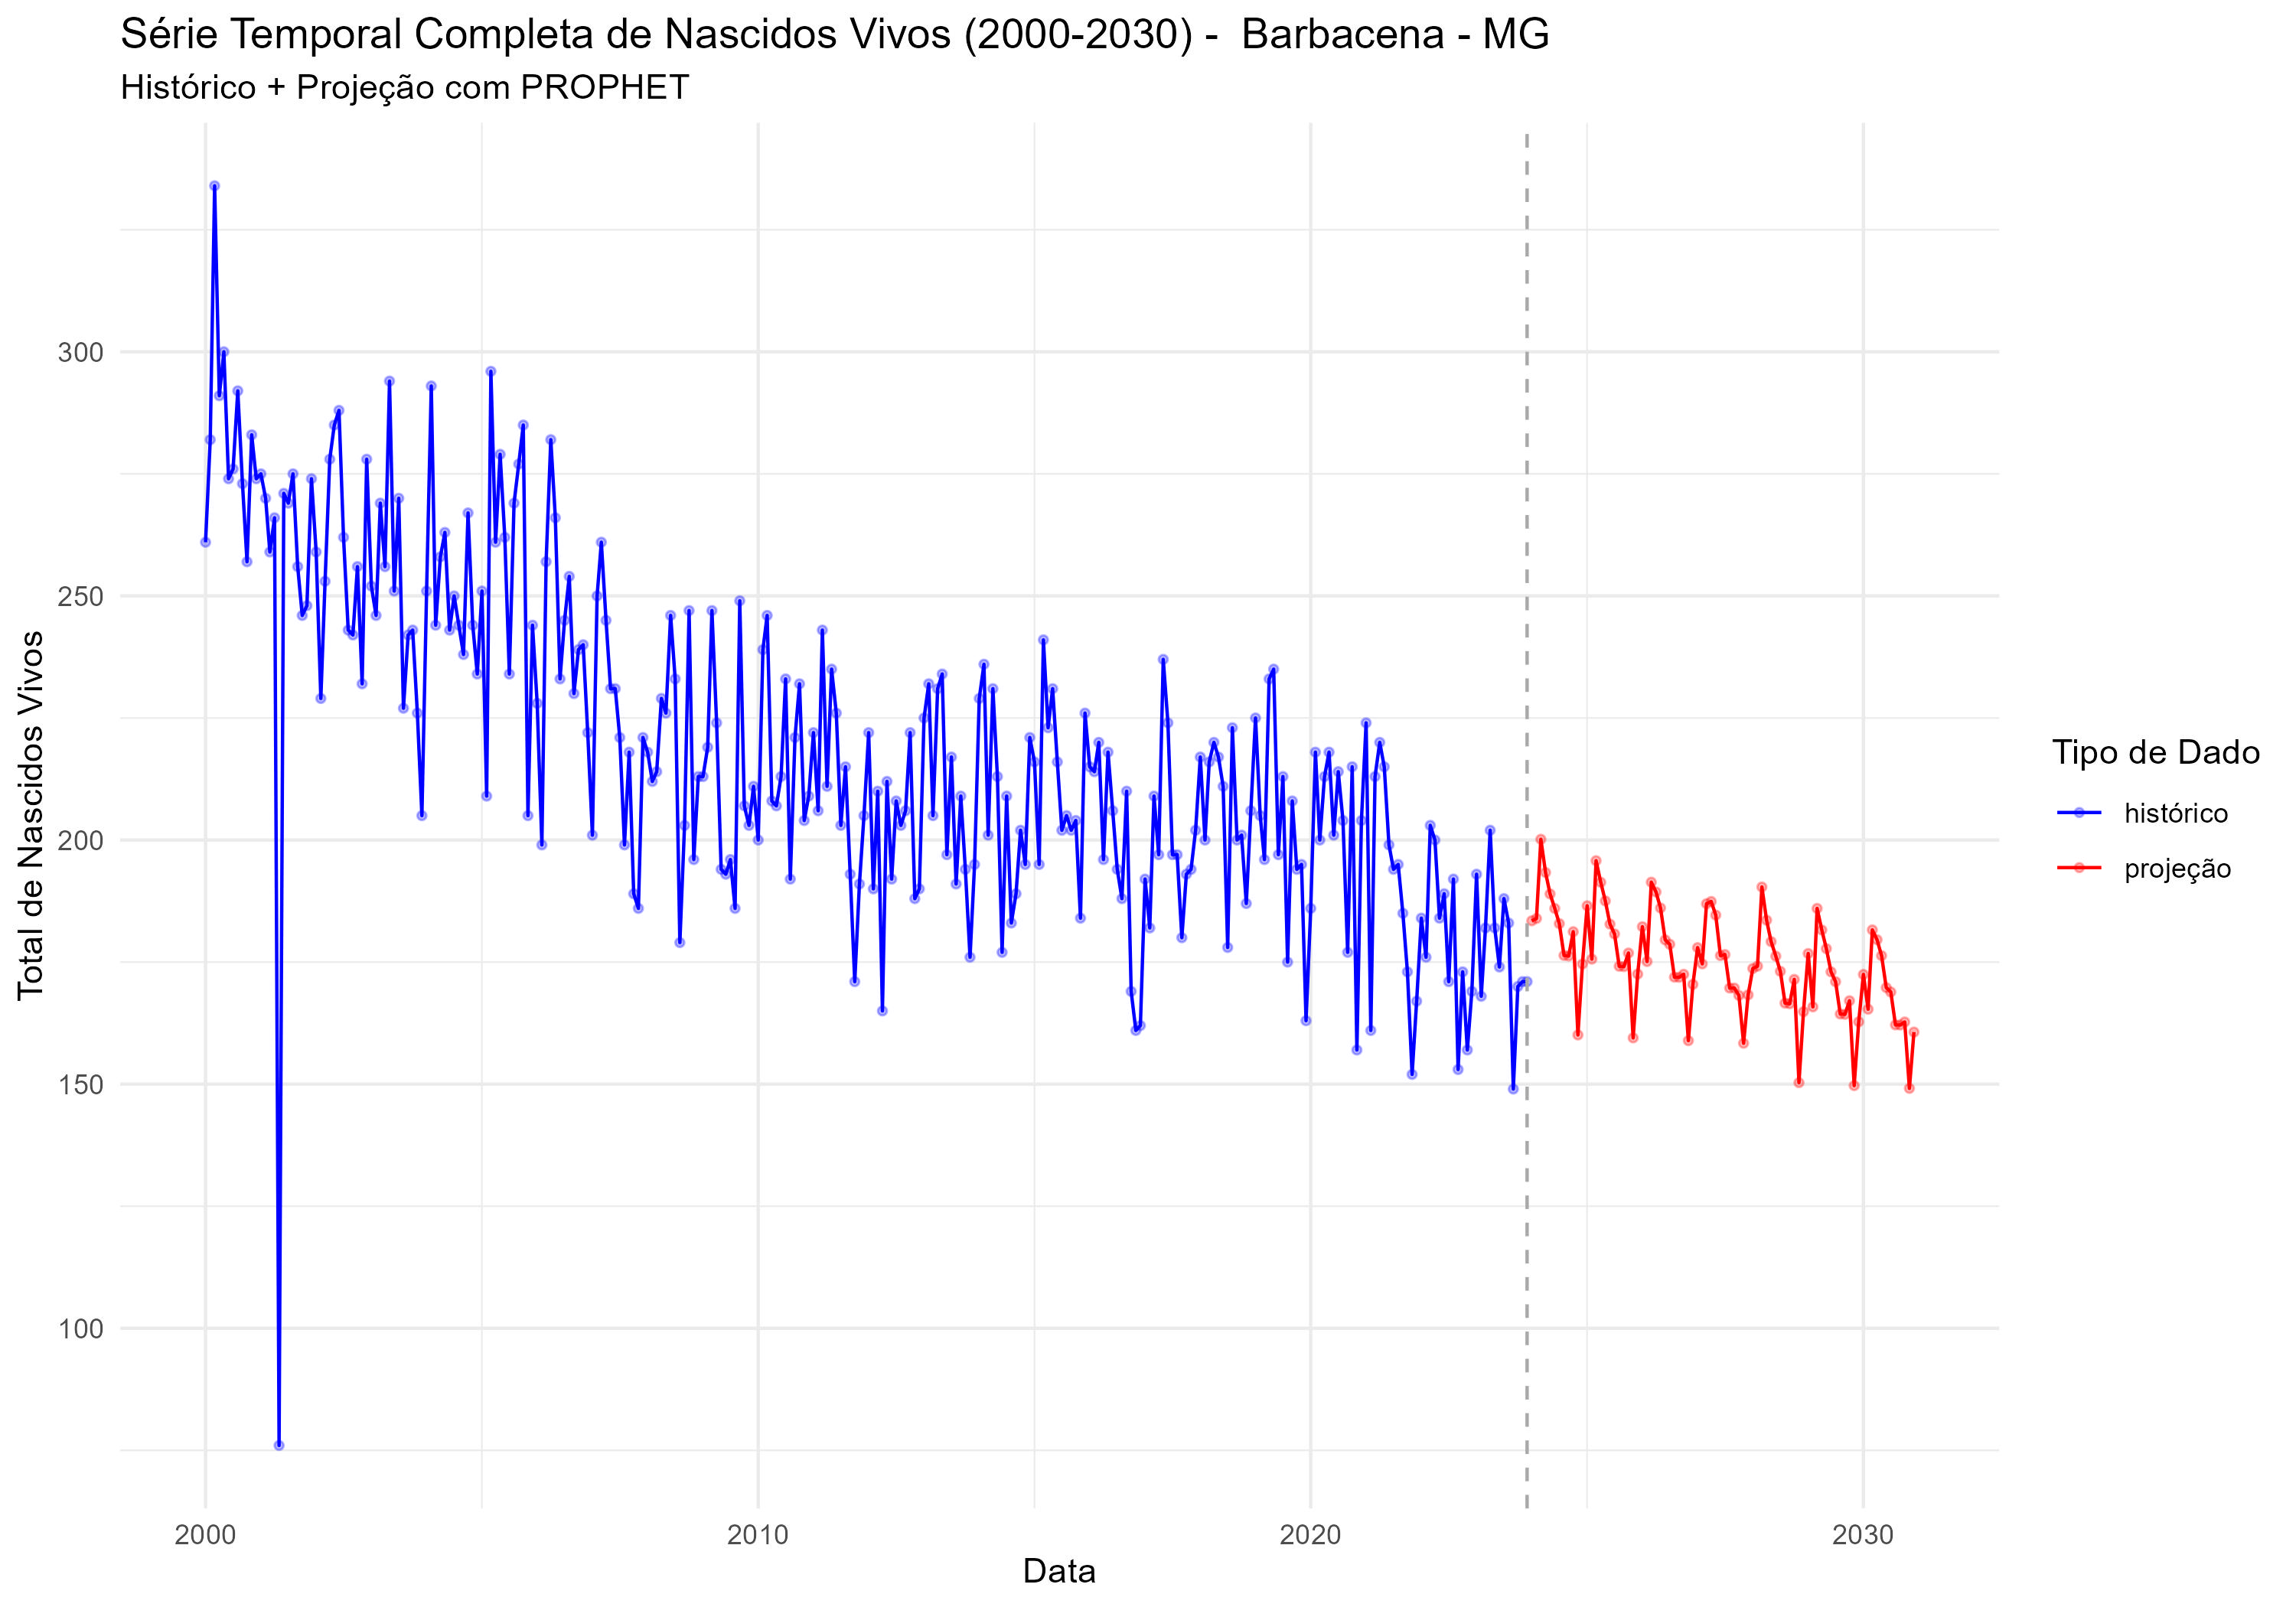 Série Temporal Completa de Nascidos Vivos (2000-2030) -  Barbacena - MG
Histórico + Projeção com PROPHET
Total de Nascidos Vivos
300
250
200
150
100
2000
2010
2020
2030
Data
Tipo de Dado
histórico
projeção